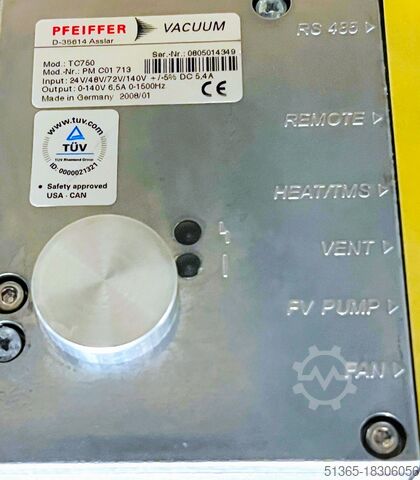 PFEIFFER VACUUM
D-35614 Asslar Ser.-Nr.: 0805014349
Mod.: TC750
Mod.-Nr.: PM C01 713
Input: 24V/48V/72V/140V +/-5% DC 5,4A
Output: 0-140V 6,5A 0-1500Hz
Made in Germany 2008/01
www.tuv.com
TÜV
TÜV Rheinland Group
ID: 0000021321
Safety approved
USA - CAN
RS 485
REMOTE
HEAT/TMS
VENT
FV PUMP
FAN
51365-18306056